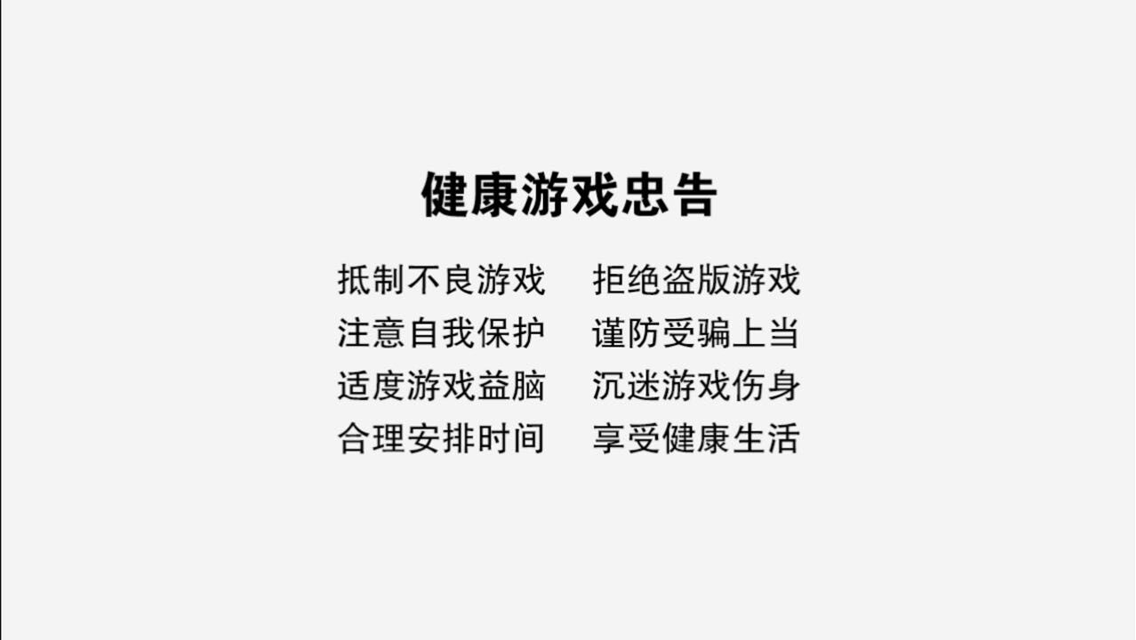 健康游戏忠告
抵制不良游戏 拒绝盗版游戏
注意自我保护 谨防受骗上当
适度游戏益脑 沉迷游戏伤身
合理安排时间 享受健康生活